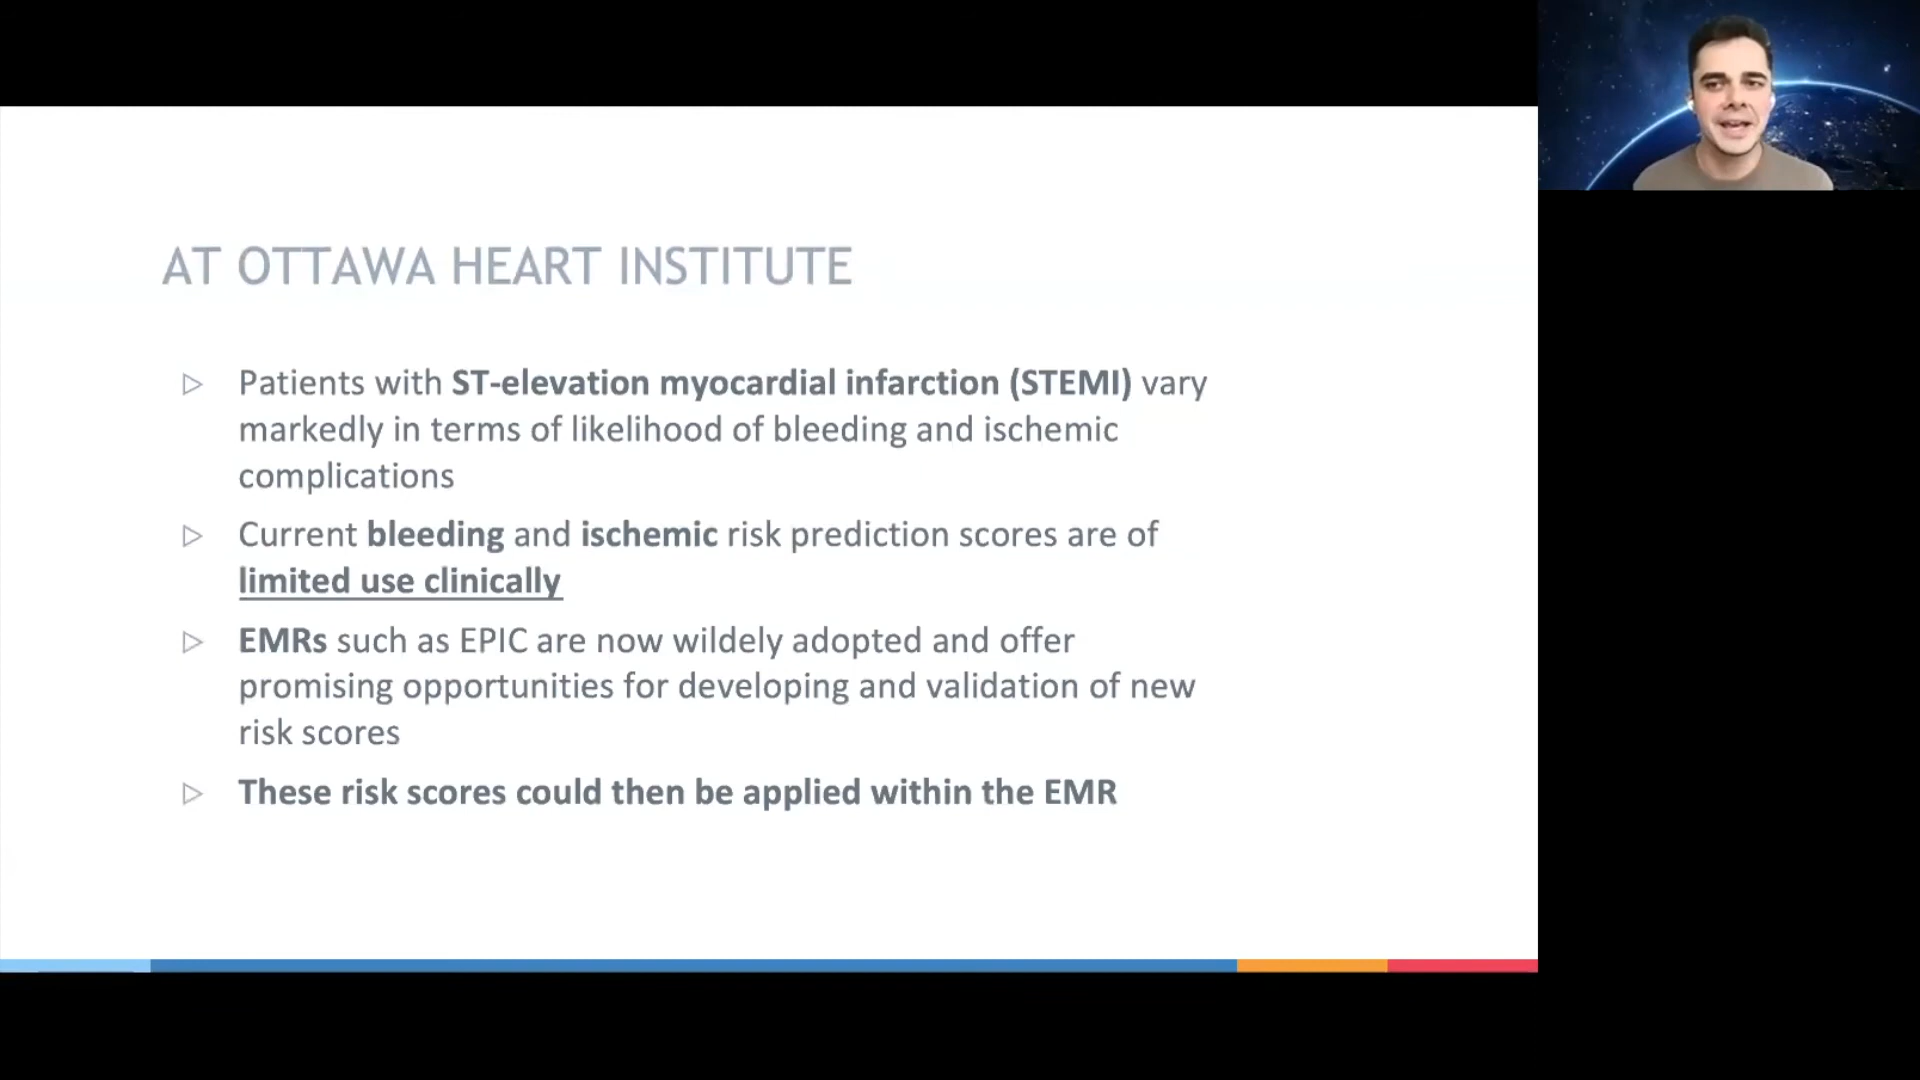 AT OTTAWA HEART INSTITUTE
Patients with ST-elevation myocardial infarction (STEMI) vary
markedly in terms of likelihood of bleeding and ischemic
complications
Current bleeding and ischemic risk prediction scores are of
limited use clinically
EMRs such as EPIC are now wildely adopted and offer
promising opportunities for developing and validation of new
risk scores
These risk scores could then be applied within the EMR